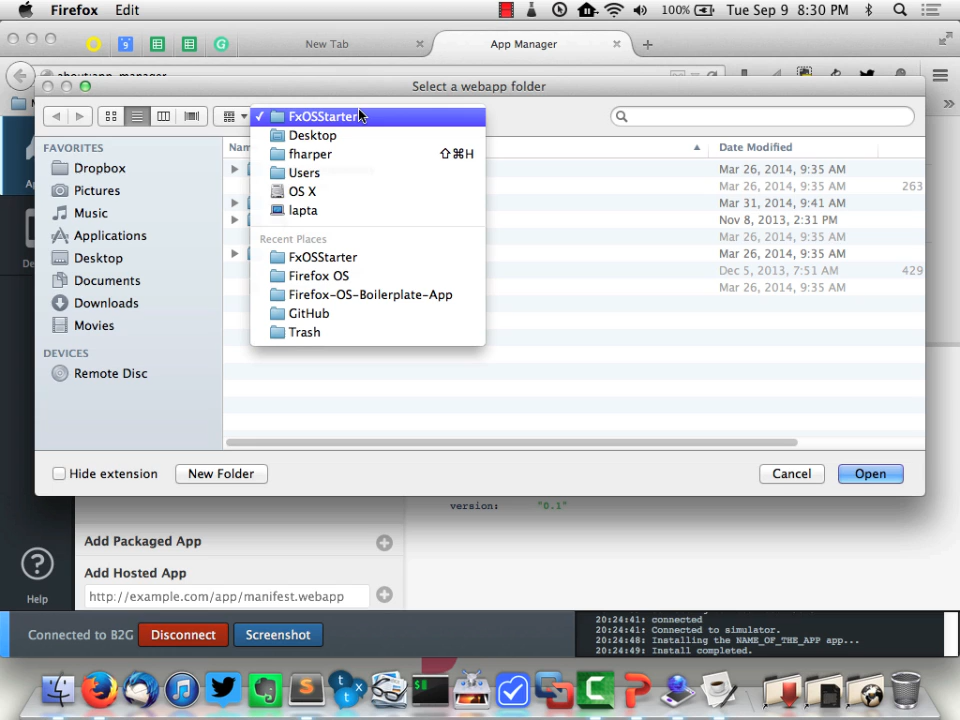 Firefox Edit 100% Tue Sep 9 8:30 PM
New Tab
App Manager
about:app-manager
Select a webapp folder
FAVORITES
Dropbox
Pictures
Music
Applications
Desktop
Documents
Downloads
Movies
DEVICES
Remote Disc
FxOSStarter
Desktop
fharper ⇧⌘H
Users
OS X
lapta
Recent Places
FxOSStarter
Firefox OS
Firefox-OS-Boilerplate-App
GitHub
Trash
Date Modified
Mar 26, 2014, 9:35 AM
Mar 26, 2014, 9:35 AM 263
Mar 31, 2014, 9:41 AM
Nov 8, 2013, 2:31 PM
Mar 26, 2014, 9:35 AM
Mar 26, 2014, 9:35 AM
Dec 5, 2013, 7:51 AM 429
Mar 26, 2014, 9:35 AM
Hide extension
New Folder
Cancel
Open
version: "0.1"
Add Packaged App
Add Hosted App
http://example.com/app/manifest.webapp
Help
Connected to B2G
Disconnect
Screenshot
20:24:41: connected
20:24:41: Connected to simulator.
20:24:48: Installing the NAME_OF_THE_APP app...
20:24:49: Install completed.